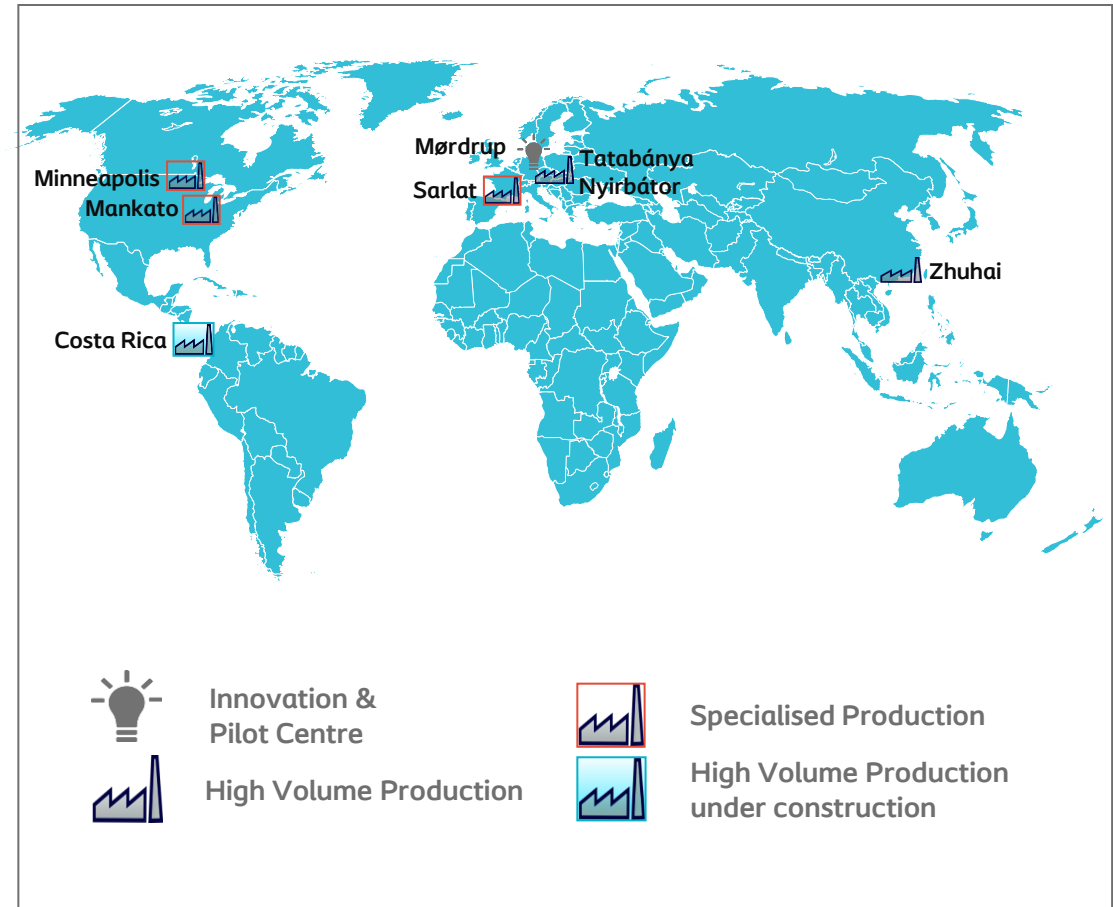 Mørdrup
Tatabánya
Minneapolis
Sarlat
Nyirbátor
Mankato
Zhuhai
Costa Rica
Innovation &
Pilot Centre
High Volume Production
Specialised Production
High Volume Production
under construction